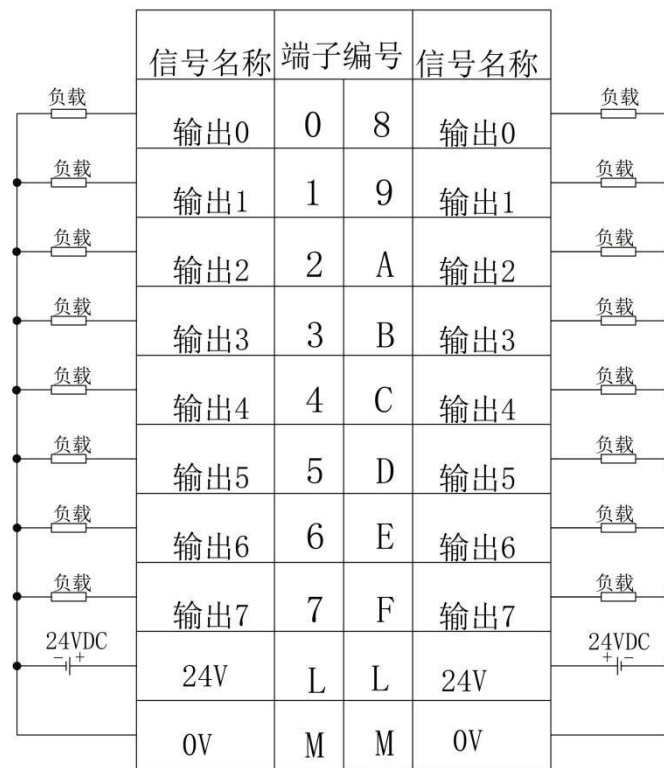 信号名称 端子编号 信号名称
负载 输出0 0 8 输出0 负载
负载 输出1 1 9 输出1 负载
负载 输出2 2 A 输出2 负载
负载 输出3 3 B 输出3 负载
负载 输出4 4 C 输出4 负载
负载 输出5 5 D 输出5 负载
负载 输出6 6 E 输出6 负载
负载 输出7 7 F 输出7 负载
24VDC 24VDC
- + 24V L L 24V + -
0V M M 0V